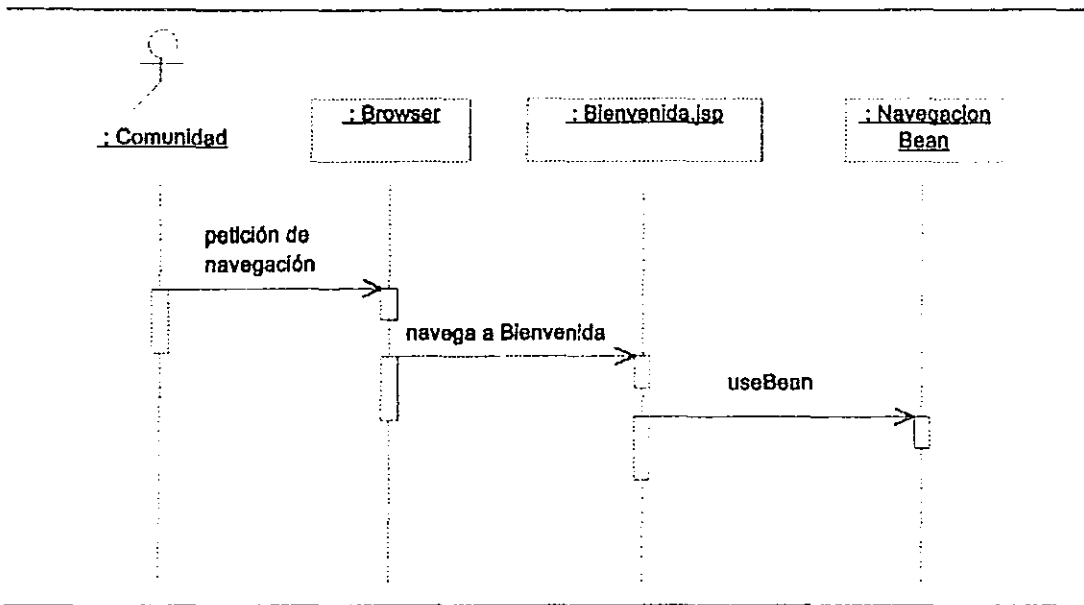 : Comunidad
: Browser
: Bienvenida.jsp
: Navegacion
Bean
petición de
navegación
navega a Bienvenida
useBean